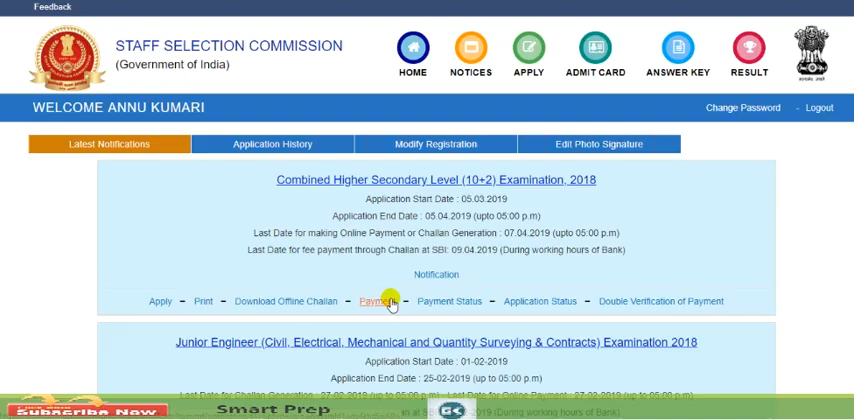 Feedback
STAFF SELECTION COMMISSION
(Government of India)
HOME
NOTICES
APPLY
ADMIT CARD
ANSWER KEY
RESULT
WELCOME ANNU KUMARI
Change Password - Logout
Latest Notifications
Application History
Modify Registration
Edit Photo Signature
Combined Higher Secondary Level (10+2) Examination, 2018
Application Start Date : 05.03.2019
Application End Date : 05.04.2019 (upto 05:00 p.m)
Last Date for making Online Payment or Challan Generation : 07.04.2019 (upto 05:00 p.m)
Last Date for fee payment through Challan at SBI: 09.04.2019 (During working hours of Bank)
Notification
Apply - Print - Download Offline Challan - Payment - Payment Status - Application Status - Double Verification of Payment
Junior Engineer (Civil, Electrical, Mechanical and Quantity Surveying & Contracts) Examination 2018
Application Start Date : 01-02-2019
Application End Date : 25-02-2019 (up to 05:00 p.m)
Subscribe Now
Smart Prep
GK
(During working hours of Bank)